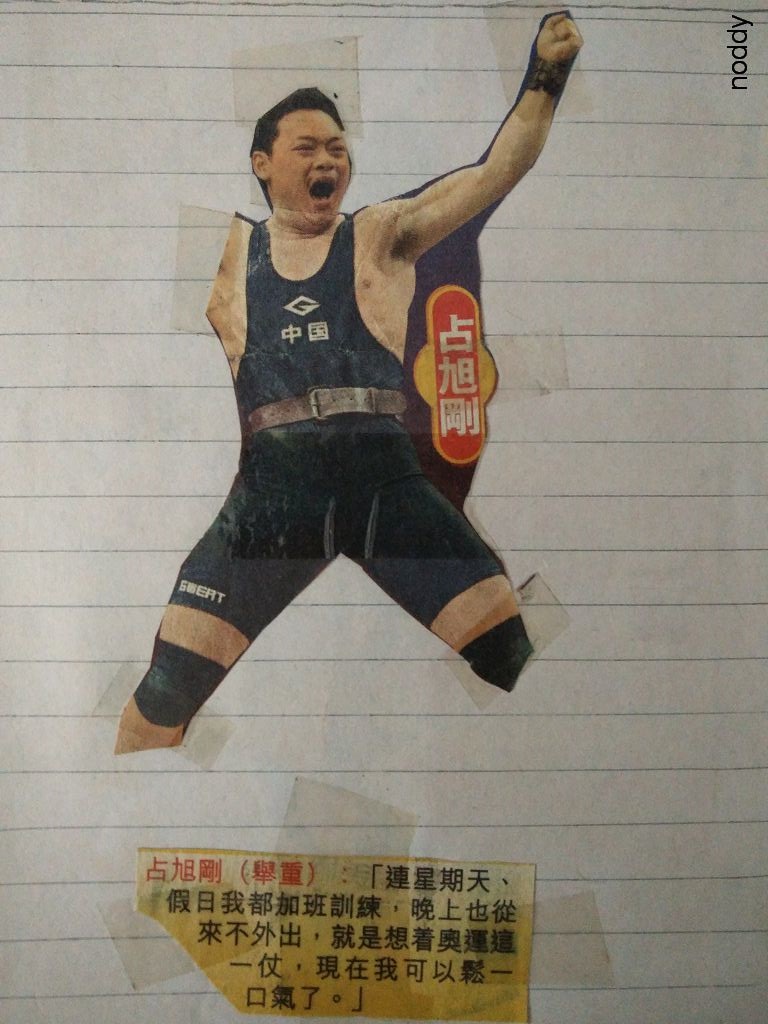 noddy
中国
占旭剛
GWERT
占旭剛（舉重）：「連星期天、
假日我都加班訓練，晚上也從
來不外出，就是想着奧運這
一仗，現在我可以鬆一
口氣了。」